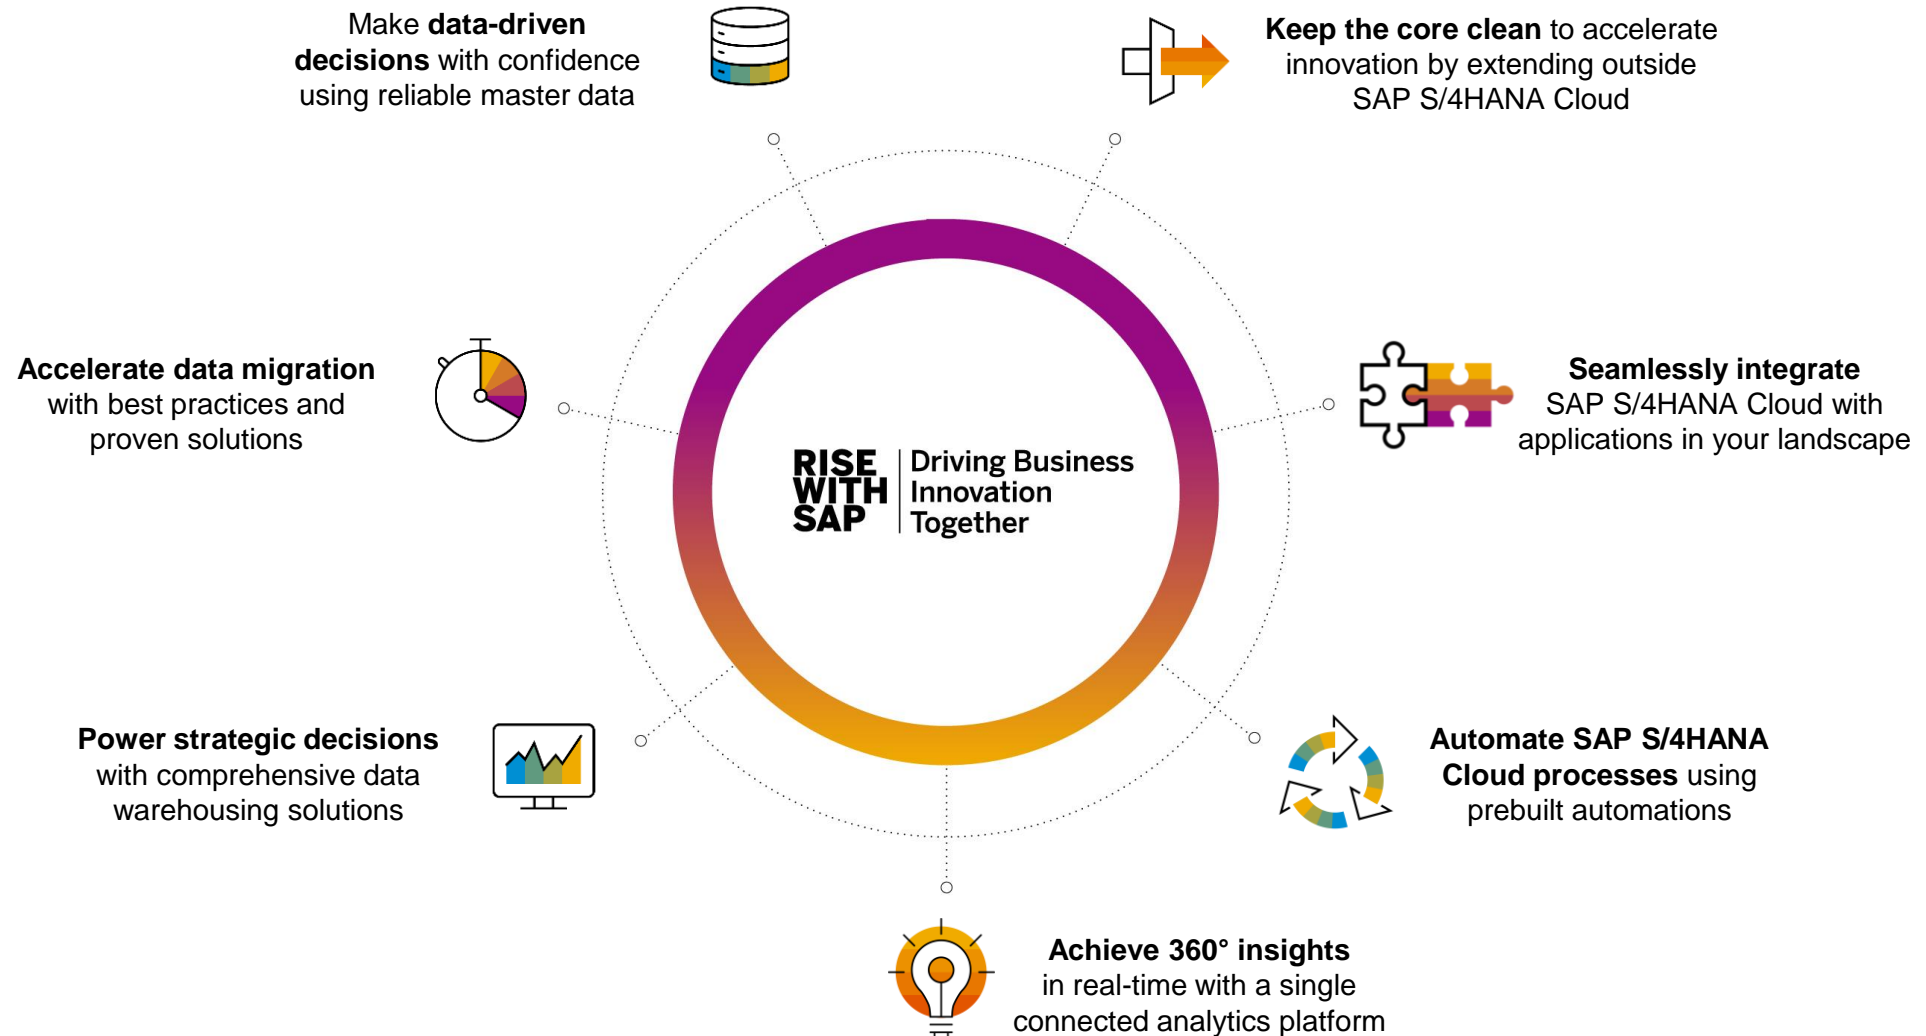 Make data-driven
decisions with confidence
using reliable master data
Keep the core clean to accelerate
innovation by extending outside
SAP S/4HANA Cloud
Accelerate data migration
with best practices and
proven solutions
Seamlessly integrate
SAP S/4HANA Cloud with
applications in your landscape
RISE
WITH
SAP
Driving Business
Innovation
Together
Power strategic decisions
with comprehensive data
warehousing solutions
Automate SAP S/4HANA
Cloud processes using
prebuilt automations
Achieve 360° insights
in real-time with a single
connected analytics platform